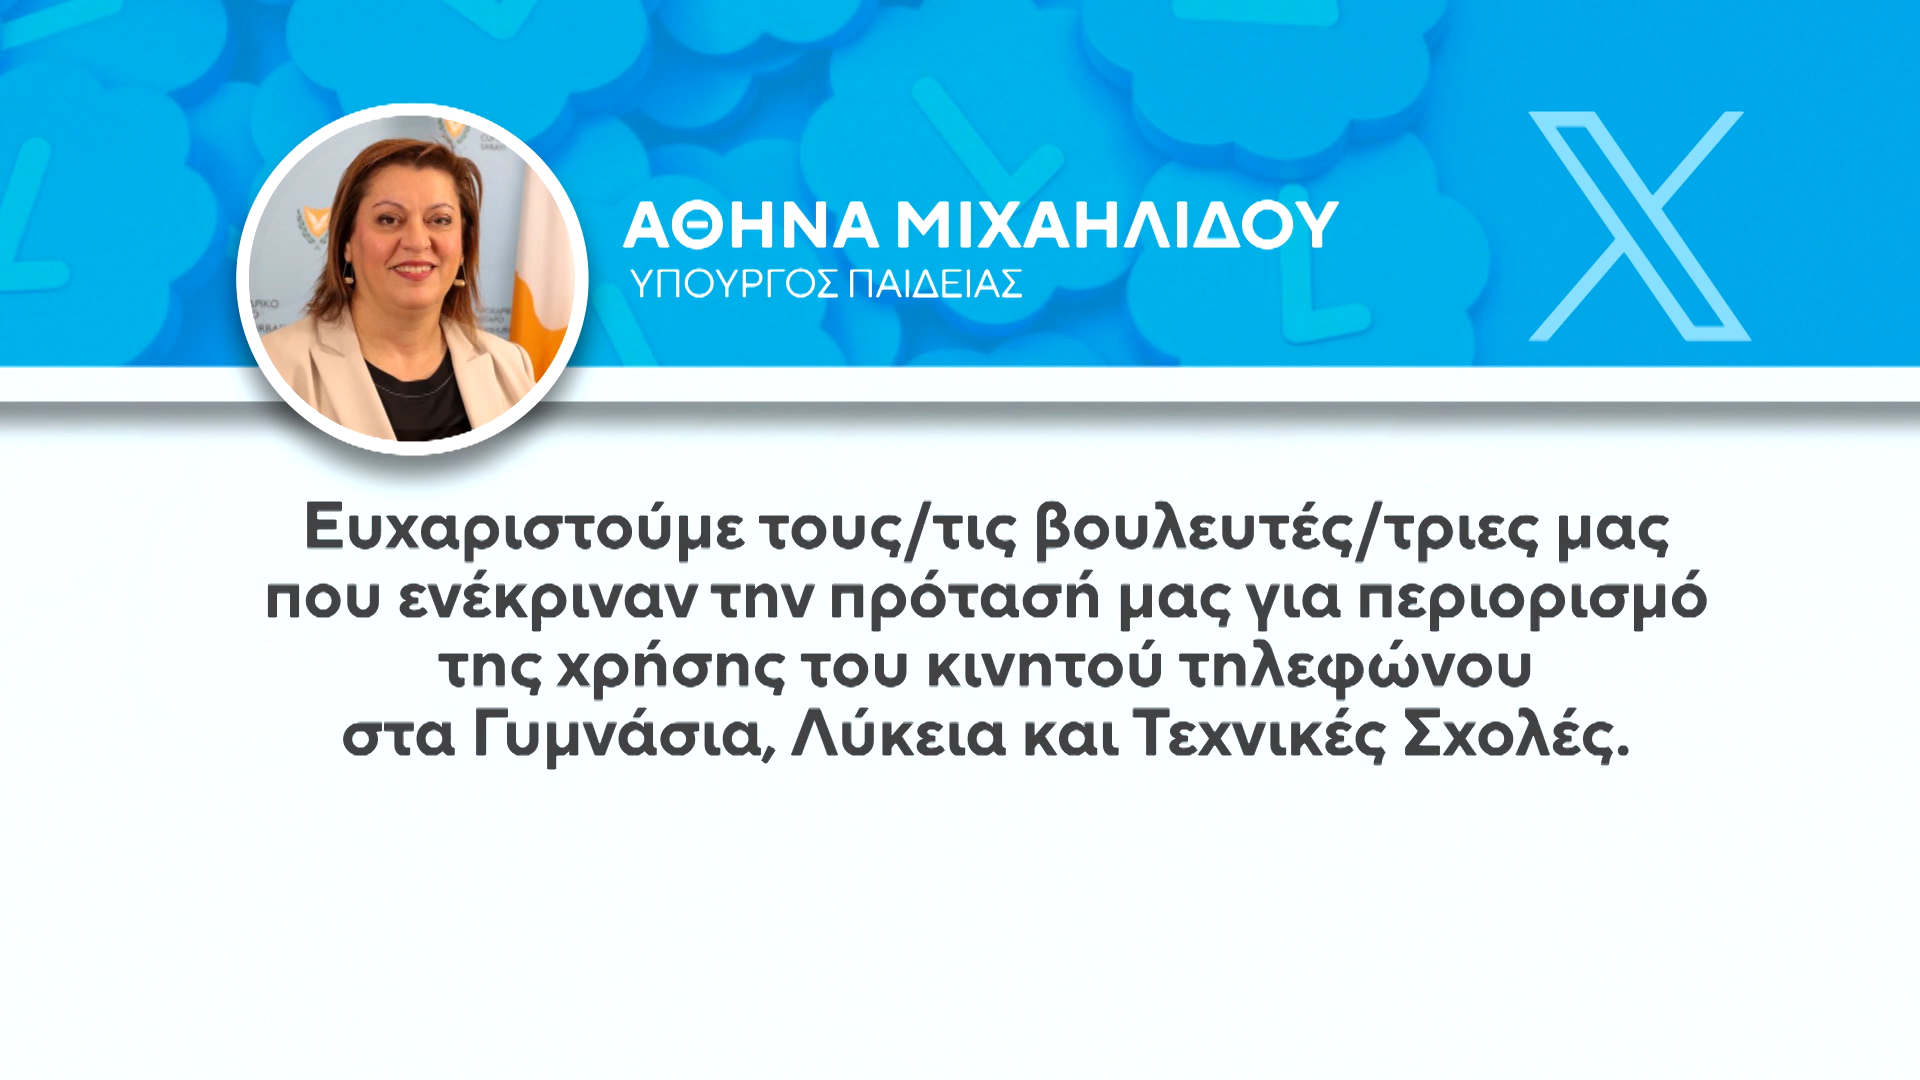 ΑΘΗΝΑ ΜΙΧΑΗΛΙΔΟΥ
ΥΠΟΥΡΓΟΣ ΠΑΙΔΕΙΑΣ
Ευχαριστούμε τους/τις βουλευτές/τριες μας
που ενέκριναν την πρότασή μας για περιορισμό
της χρήσης του κινητού τηλεφώνου
στα Γυμνάσια, Λύκεια και Τεχνικές Σχολές.